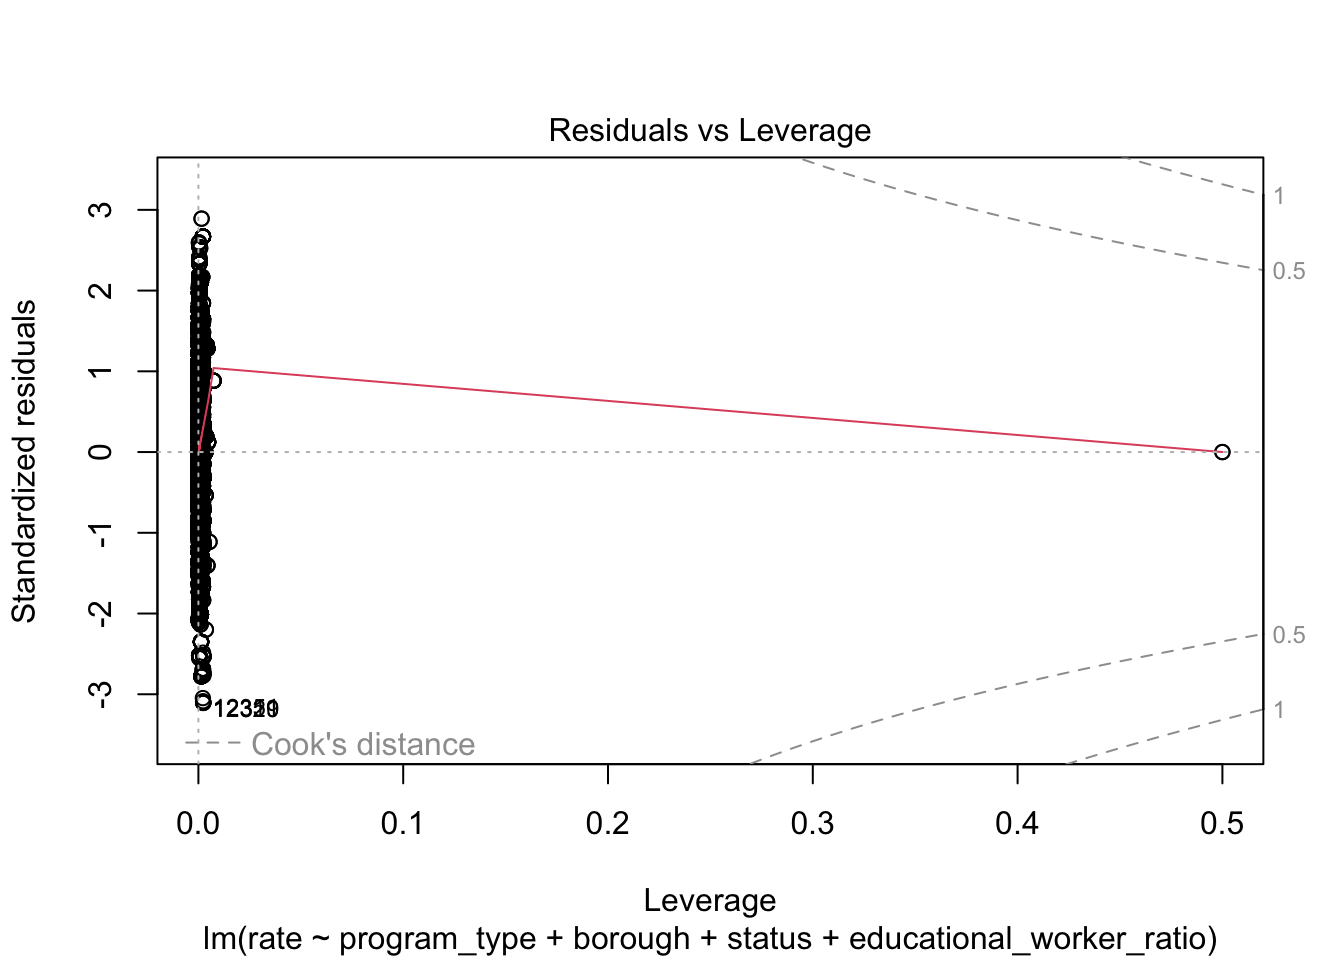 Residuals vs Leverage
Standardized residuals
3
2
1
0
-1
-2
-3
1
0.5
0.5
1
Cook's distance
0.0 0.1 0.2 0.3 0.4 0.5
Leverage
lm(rate ~ program_type + borough + status + educational_worker_ratio)